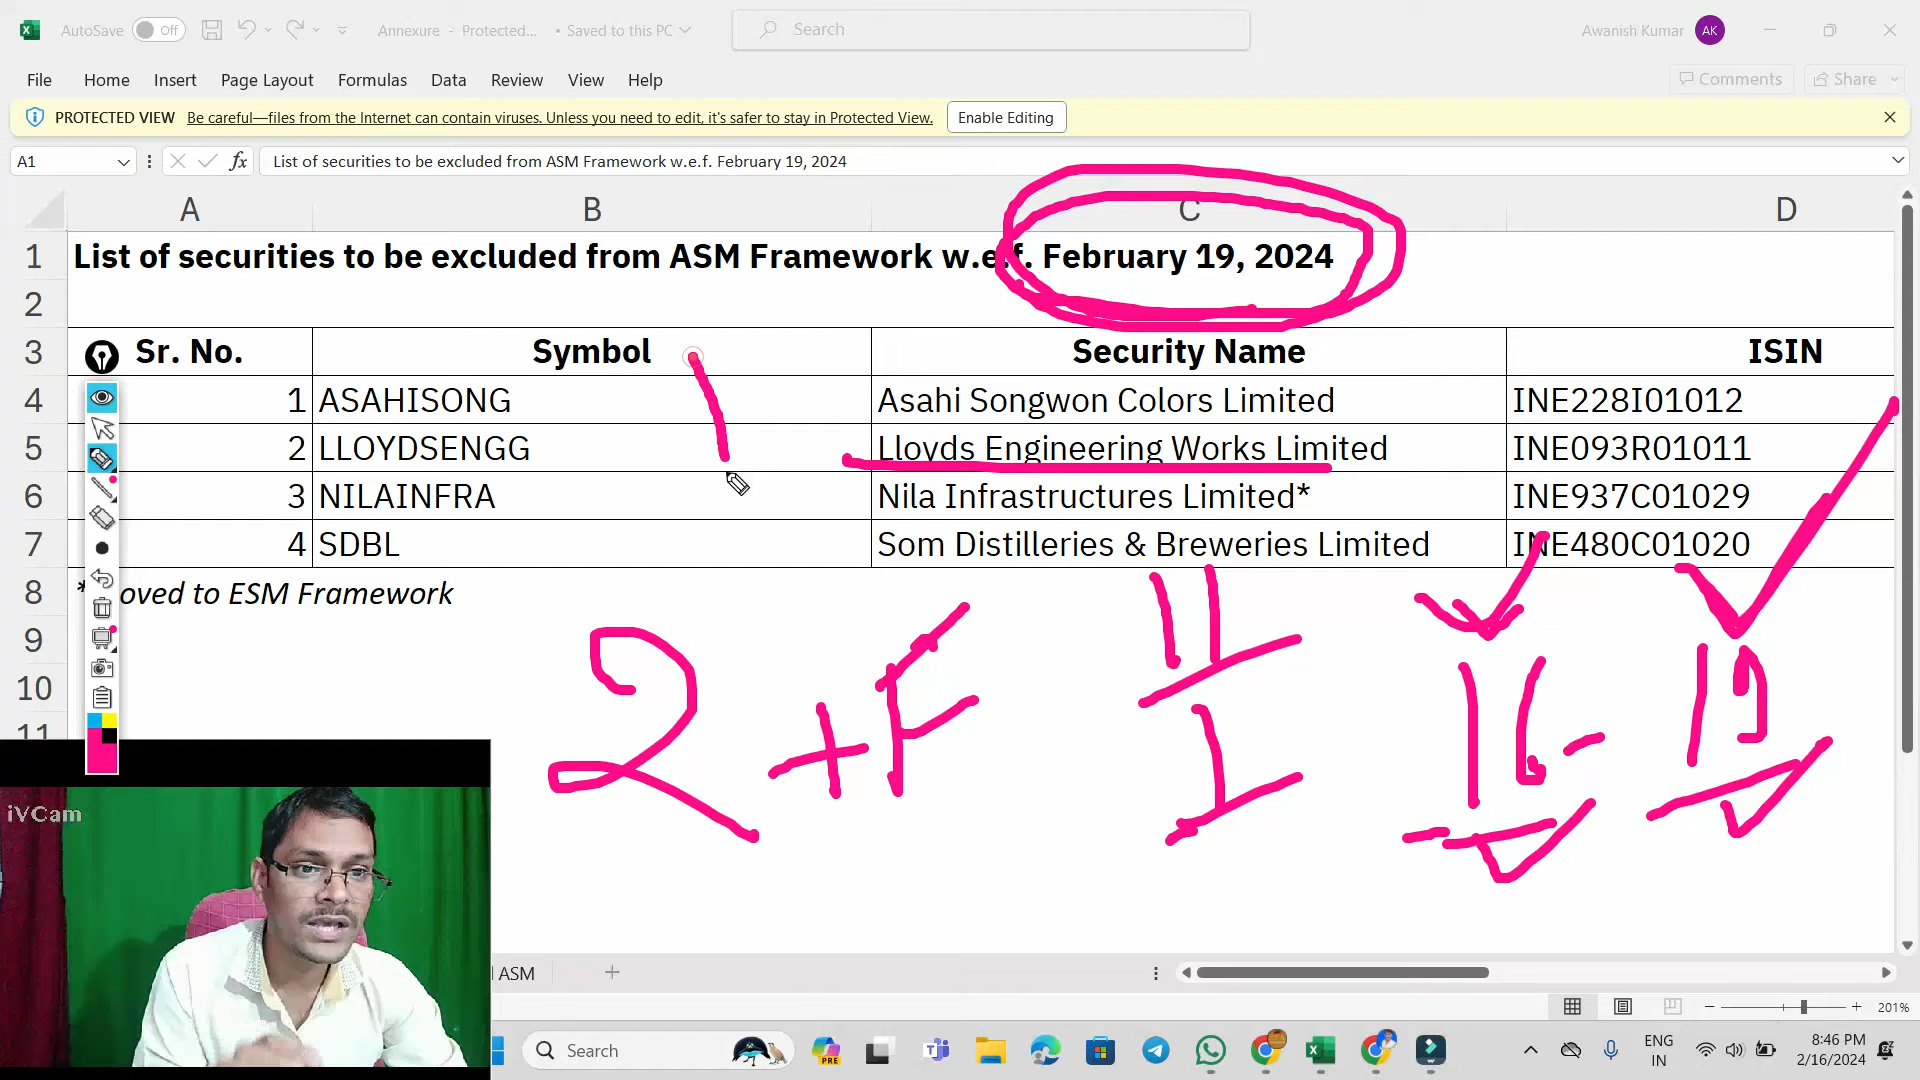 AutoSave Off Annexure - Protected... • Saved to this PC Search Awanish Kumar AK
File Home Insert Page Layout Formulas Data Review View Help Comments Share
PROTECTED VIEW Be careful—files from the Internet can contain viruses. Unless you need to edit, it's safer to stay in Protected View. Enable Editing
A1 fx List of securities to be excluded from ASM Framework w.e.f. February 19, 2024
A B C D
1 List of securities to be excluded from ASM Framework w.e.f. February 19, 2024
2
3 Sr. No. Symbol Security Name ISIN
4 1 ASAHISONG Asahi Songwon Colors Limited INE228I01012
5 2 LLOYDSENGG Lloyds Engineering Works Limited INE093R01011
6 3 NILAINFRA Nila Infrastructures Limited* INE937C01029
7 4 SDBL Som Distilleries & Breweries Limited INE480C01020
8 *oved to ESM Framework
9
10
11
2 + F II I 16 - 19
iVCam
ASM
201%
Search PRE ENG IN 8:46 PM 2/16/2024